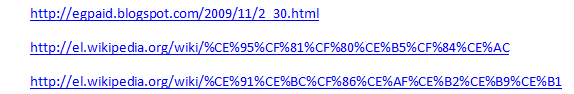 http://egpaid.blogspot.com/2009/11/2_30.html
http://el.wikipedia.org/wiki/%CE%95%CF%81%CF%80%CE%B5%CF%84%CE%AC
http://el.wikipedia.org/wiki/%CE%91%CE%BC%CF%86%CE%AF%CE%B2%CE%B9%CE%B1